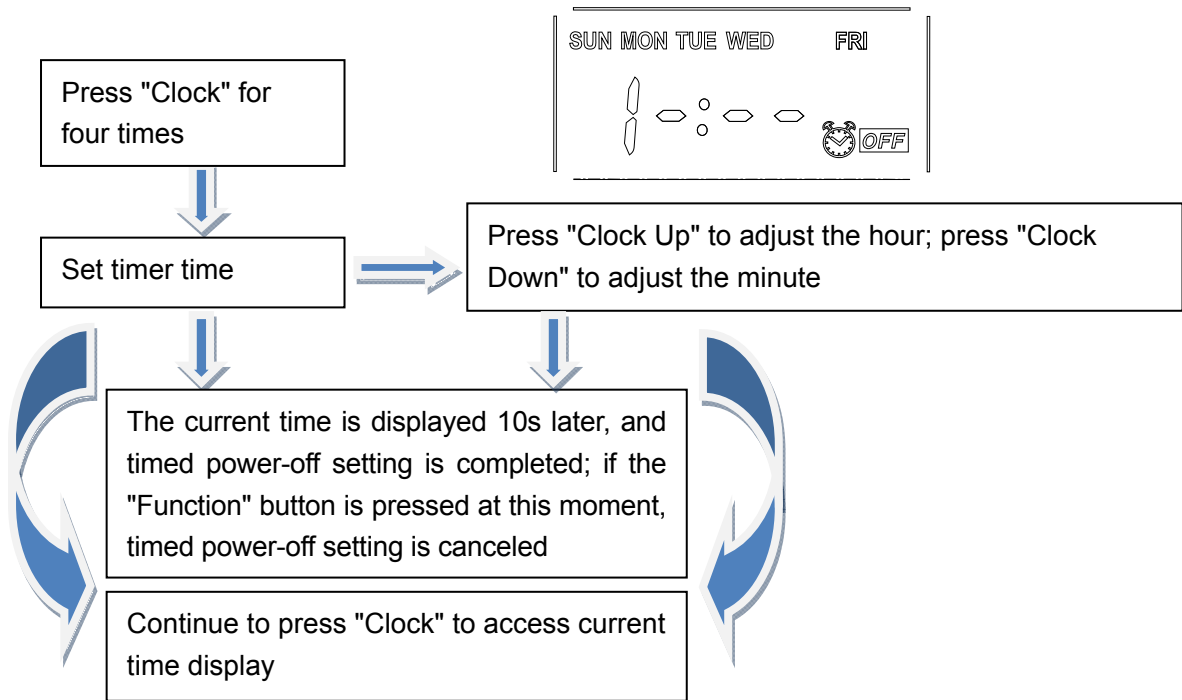 SUN MON TUE WED FRI
1 - : - -
OFF
Press "Clock" for
four times
Set timer time
Press "Clock Up" to adjust the hour; press "Clock
Down" to adjust the minute
The current time is displayed 10s later, and
timed power-off setting is completed; if the
"Function" button is pressed at this moment,
timed power-off setting is canceled
Continue to press "Clock" to access current
time display